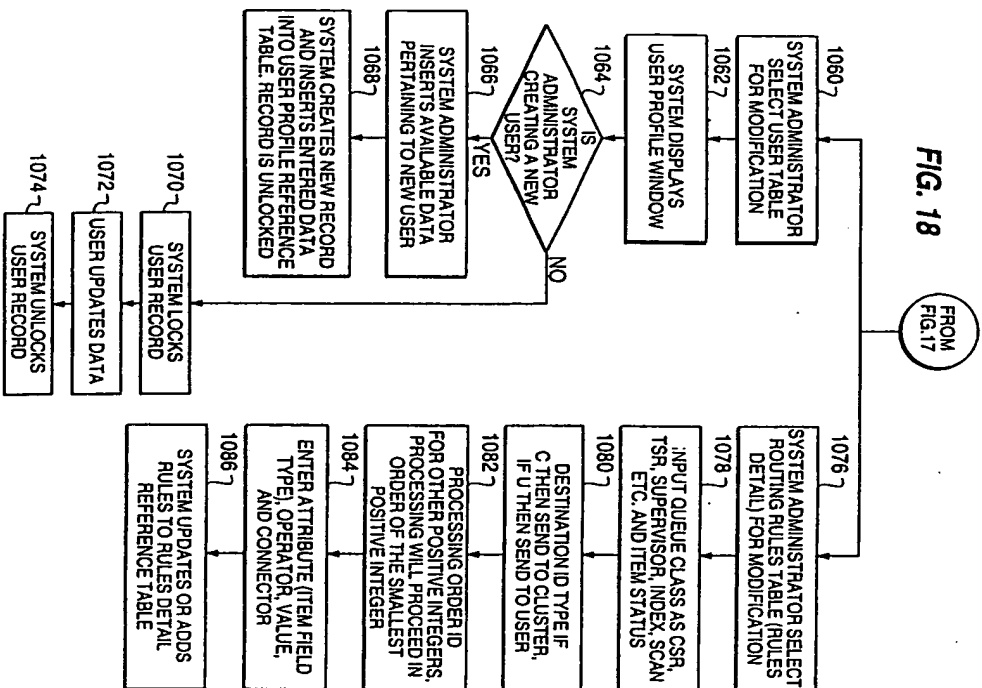 FIG. 18
FROM
FIG.17
1060
SYSTEM ADMINISTRATOR
SELECT USER TABLE
FOR MODIFICATION
1062
SYSTEM DISPLAYS
USER PROFILE WINDOW
1064
IS
SYSTEM
ADMINISTRATOR
CREATING A NEW
USER?
YES
NO
1066
SYSTEM ADMINISTRATOR
INSERTS AVAILABLE DATA
PERTAINING TO NEW USER
1068
SYSTEM CREATES NEW RECORD
AND INSERTS ENTERED DATA
INTO USER PROFILE REFERENCE
TABLE. RECORD IS UNLOCKED
1070
SYSTEM LOCKS
USER RECORD
1072
USER UPDATES DATA
1074
SYSTEM UNLOCKS
USER RECORD
1076
SYSTEM ADMINISTRATOR SELECT
ROUTING RULES TABLE (RULES
DETAIL) FOR MODIFICATION
1078
INPUT QUEUE CLASS AS CSR,
TSR, SUPERVISOR, INDEX, SCAN
ETC. AND ITEM STATUS
1080
DESTINATION ID TYPE IF
C THEN SEND TO CLUSTER,
IF U THEN SEND TO USER
1082
PROCESSING ORDER ID
FOR OTHER POSITIVE INTEGERS,
PROCESSING WILL PROCEED IN
ORDER OF THE SMALLEST
POSITIVE INTEGER
1084
ENTER ATTRIBUTE (ITEM FIELD
TYPE), OPERATOR, VALUE,
AND CONNECTOR
1086
SYSTEM UPDATES OR ADDS
RULES TO RULES DETAIL
REFERENCE TABLE